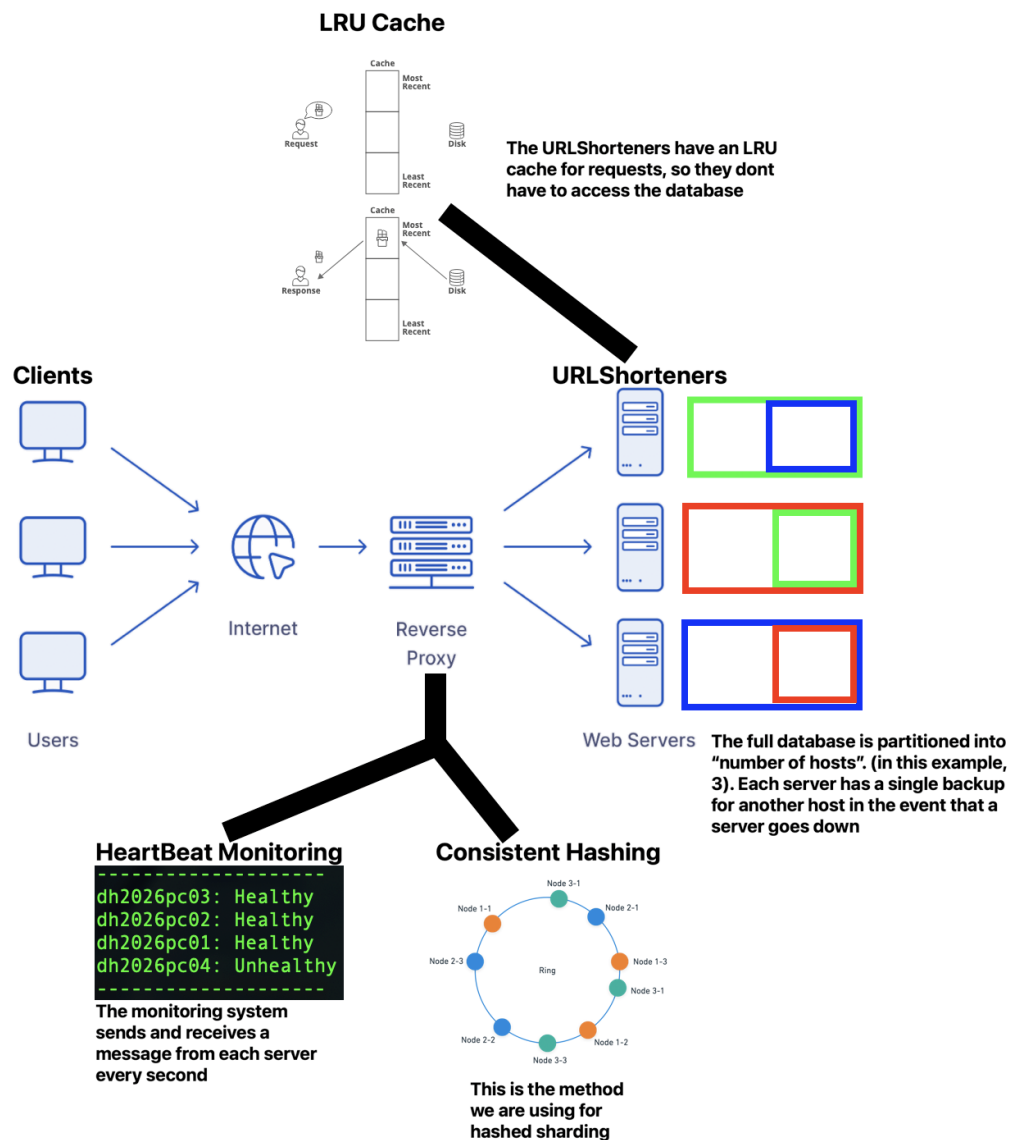 LRU Cache
Cache
Most
Recent
Request
Disk
Least
Recent
The URLShorteners have an LRU
cache for requests, so they dont
have to access the database
Cache
Most
Recent
Response
Disk
Least
Recent
Clients
URLShorteners
Internet
Reverse
Proxy
Users
Web Servers
The full database is partitioned into
“number of hosts”. (in this example,
3). Each server has a single backup
for another host in the event that a
server goes down
HeartBeat Monitoring
---------------------
dh2026pc03: Healthy
dh2026pc02: Healthy
dh2026pc01: Healthy
dh2026pc04: Unhealthy
---------------------
The monitoring system
sends and receives a
message from each server
every second
Consistent Hashing
Node 3-1
Node 1-1
Node 2-1
Node 2-3
Ring
Node 1-3
Node 3-1
Node 2-2
Node 1-2
Node 3-3
This is the method
we are using for
hashed sharding